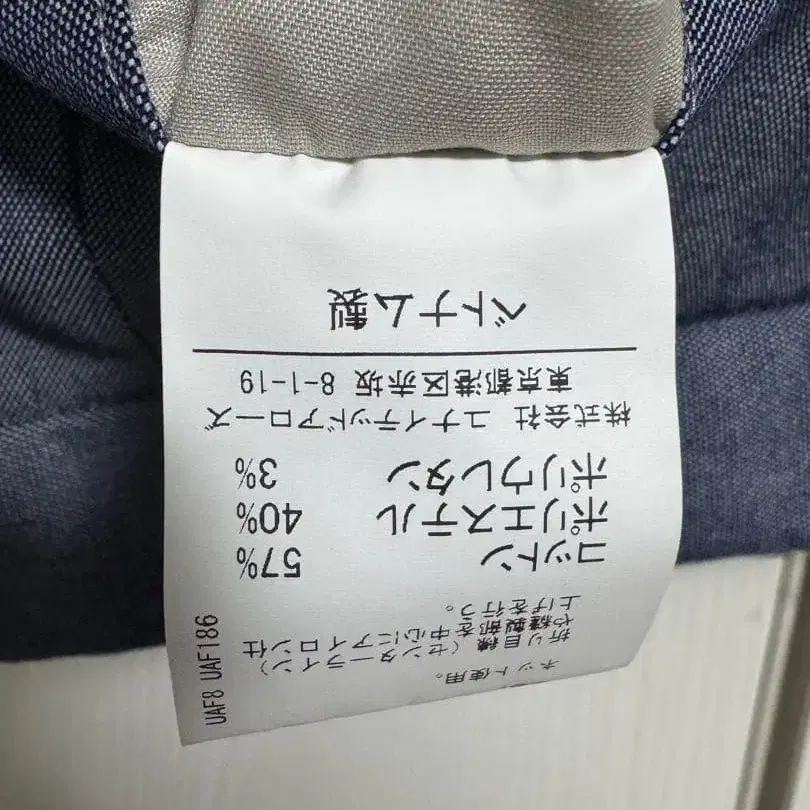 ネット使用。
折り目線（センターライン）
や縫製部を中心にアイロン仕
上げを行う。
コットン 57%
ポリエステル 40%
ポリウレタン 3%
株式会社 ユナイテッドアローズ
東京都港区赤坂 8-1-19
ベトナム製
UAF8 UAF186